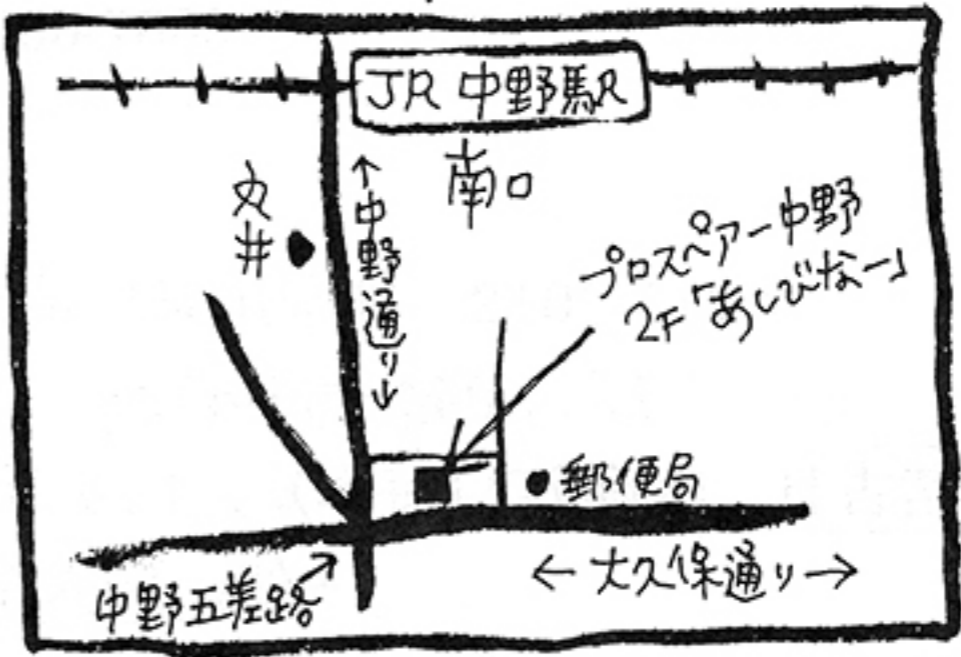 JR 中野駅
南口
丸井
↑中野通り↓
プロスペアー中野
2F「あしびなー」
郵便局
中野五差路
←大久保通り→